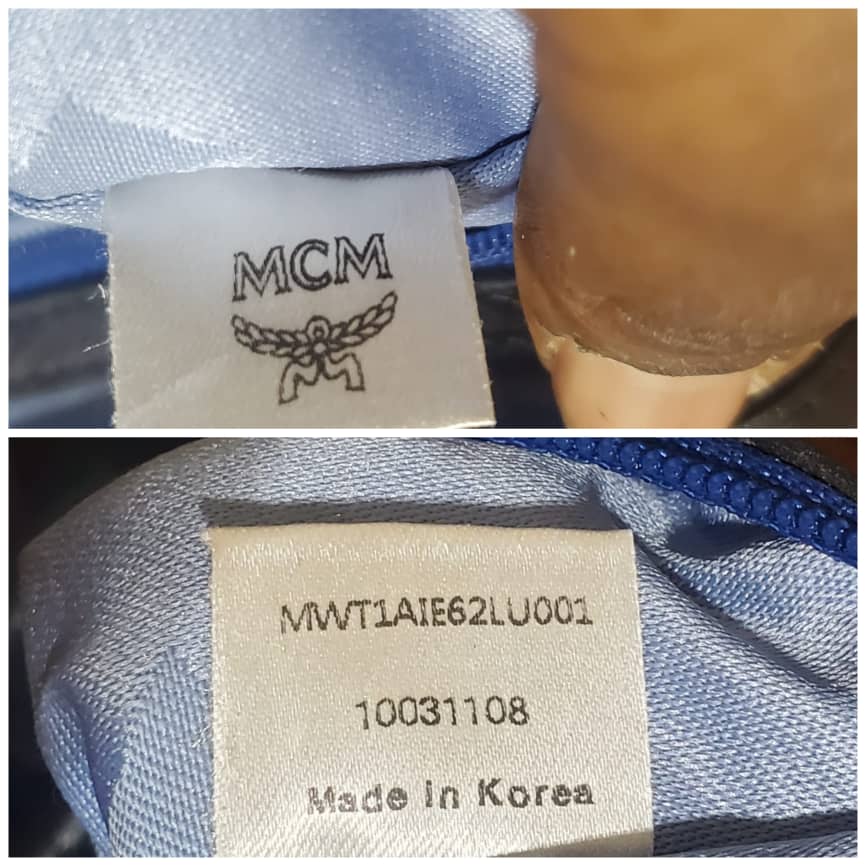 MCM
MWT1AIE62LU001
10031108
Made in Korea